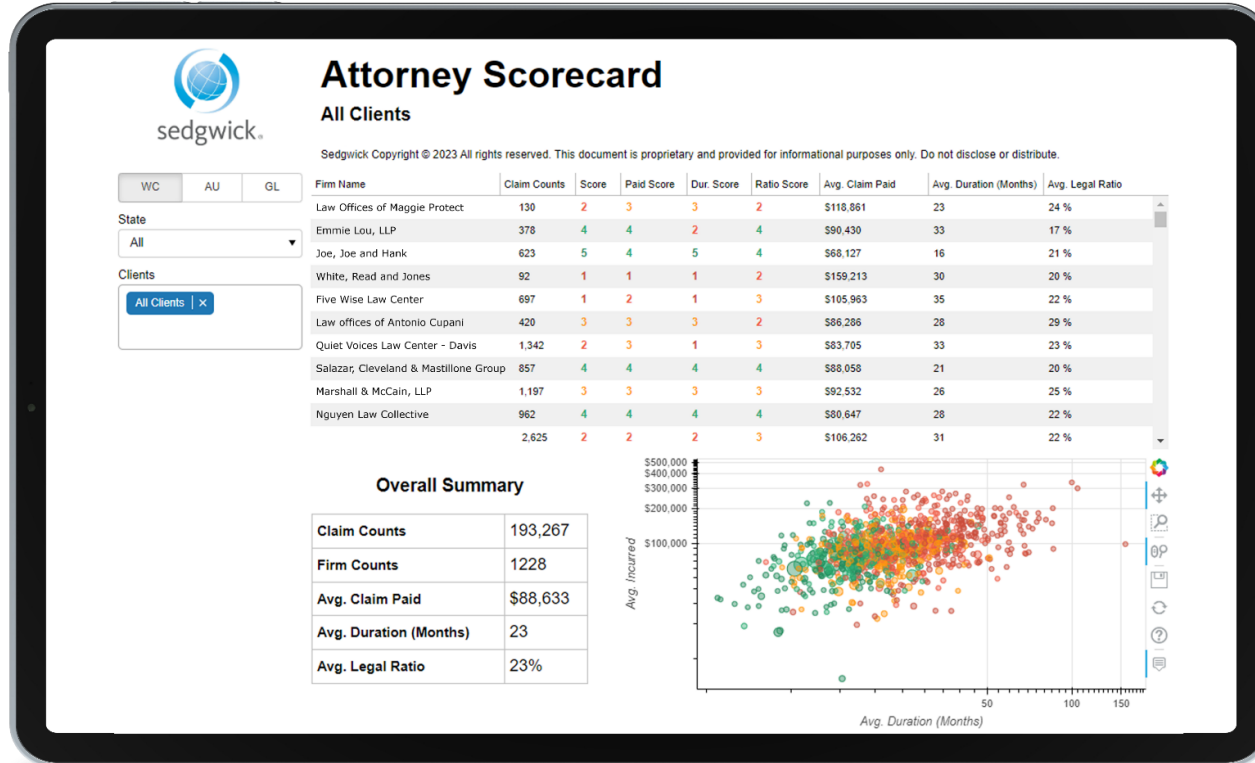 sedgwick®
Attorney Scorecard
All Clients
Sedgwick Copyright © 2023 All rights reserved. This document is proprietary and provided for informational purposes only. Do not disclose or distribute.
WC AU GL
State
All
Clients
All Clients ×
Firm Name Claim Counts Score Paid Score Dur. Score Ratio Score Avg. Claim Paid Avg. Duration (Months) Avg. Legal Ratio
Law Offices of Maggie Protect 130 2 3 3 2 $118,861 23 24 %
Emmie Lou, LLP 378 4 4 2 4 $90,430 33 17 %
Joe, Joe and Hank 623 5 4 5 4 $68,127 16 21 %
White, Read and Jones 92 1 1 1 2 $159,213 30 20 %
Five Wise Law Center 697 1 2 1 3 $105,963 35 22 %
Law offices of Antonio Cupani 420 3 3 3 2 $86,286 28 29 %
Quiet Voices Law Center - Davis 1,342 2 3 1 3 $83,705 33 23 %
Salazar, Cleveland & Mastillone Group 857 4 4 4 4 $88,058 21 20 %
Marshall & McCain, LLP 1,197 3 3 3 3 $92,532 26 25 %
Nguyen Law Collective 962 4 4 4 4 $80,647 28 22 %
2,625 2 2 2 3 $106,262 31 22 %
Overall Summary
Claim Counts 193,267
Firm Counts 1228
Avg. Claim Paid $88,633
Avg. Duration (Months) 23
Avg. Legal Ratio 23%
$500,000
$400,000
$300,000
$200,000
$100,000
Avg. Incurred
50 100 150
Avg. Duration (Months)